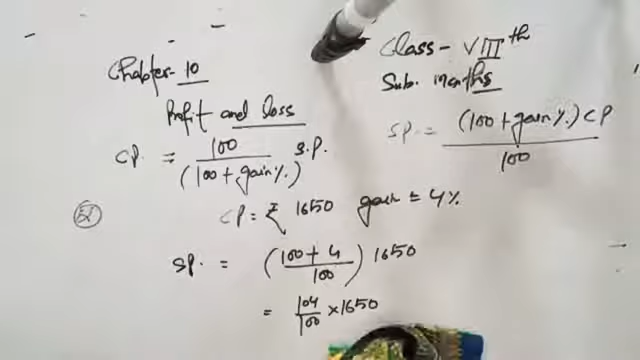 Chapter-10
Class- VIIIth
Sub. maths
Profit and loss
CP. = 100/(100+gain%) S.P.
SP. = (100+gain%) CP/100
CP = ₹ 1650 gain = 4%
SP. = (100+4/100) 1650
= 104/100 × 1650